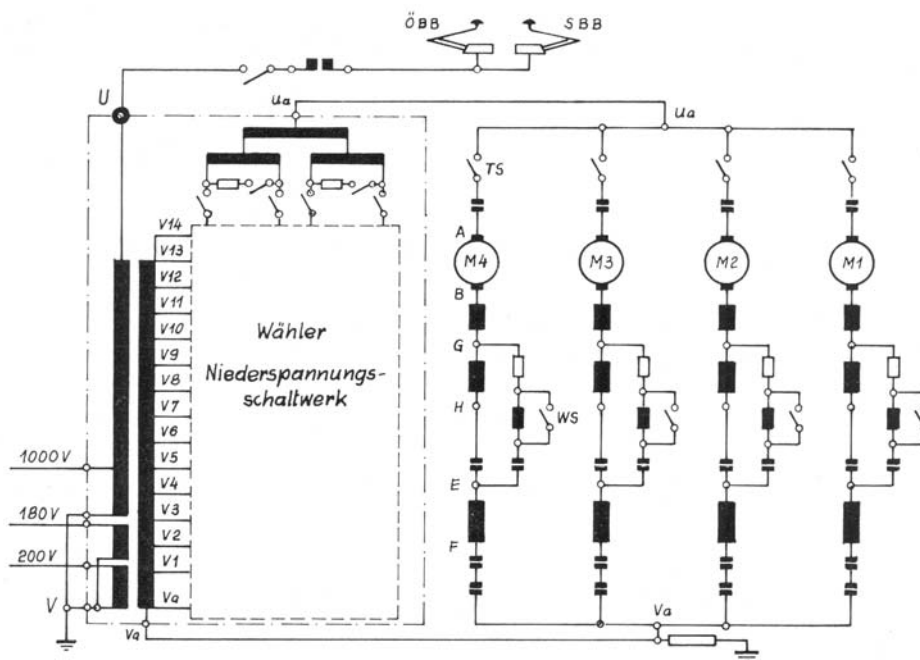 ÖBB
SBB
U
Ua
Ua
TS
V14
V13
V12
V11
V10
V9
V8
V7
V6
V5
V4
V3
V2
V1
Va
Wähler
Niederspannungs-
schaltwerk
A
M4
M3
M2
M1
B
G
H
WS
E
F
1000V
180V
200V
V
Va
Va